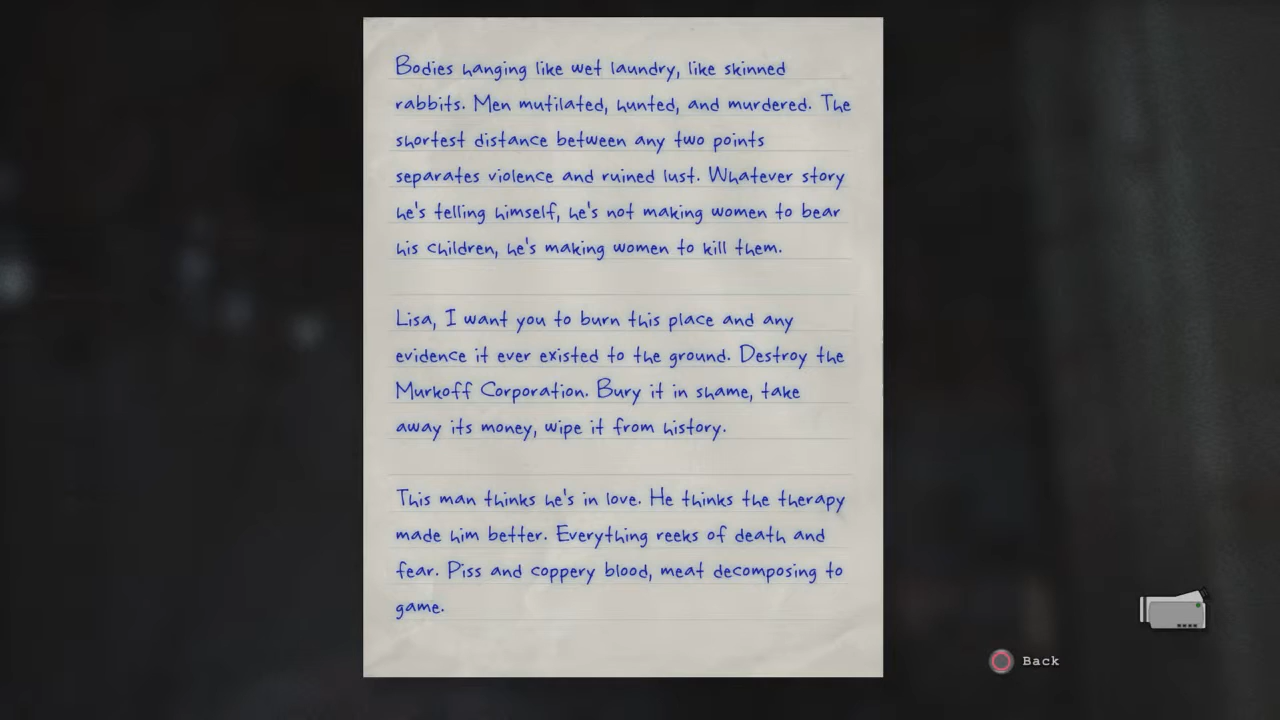 Bodies hanging like wet laundry, like skinned
rabbits. Men mutilated, hunted, and murdered. The
shortest distance between any two points
separates violence and ruined lust. Whatever story
he's telling himself, he's not making women to bear
his children, he's making women to kill them.
Lisa, I want you to burn this place and any
evidence it ever existed to the ground. Destroy the
Murkoff Corporation. Bury it in shame, take
away its money, wipe it from history.
This man thinks he's in love. He thinks the therapy
made him better. Everything reeks of death and
fear. Piss and coppery blood, meat decomposing to
game.
Back